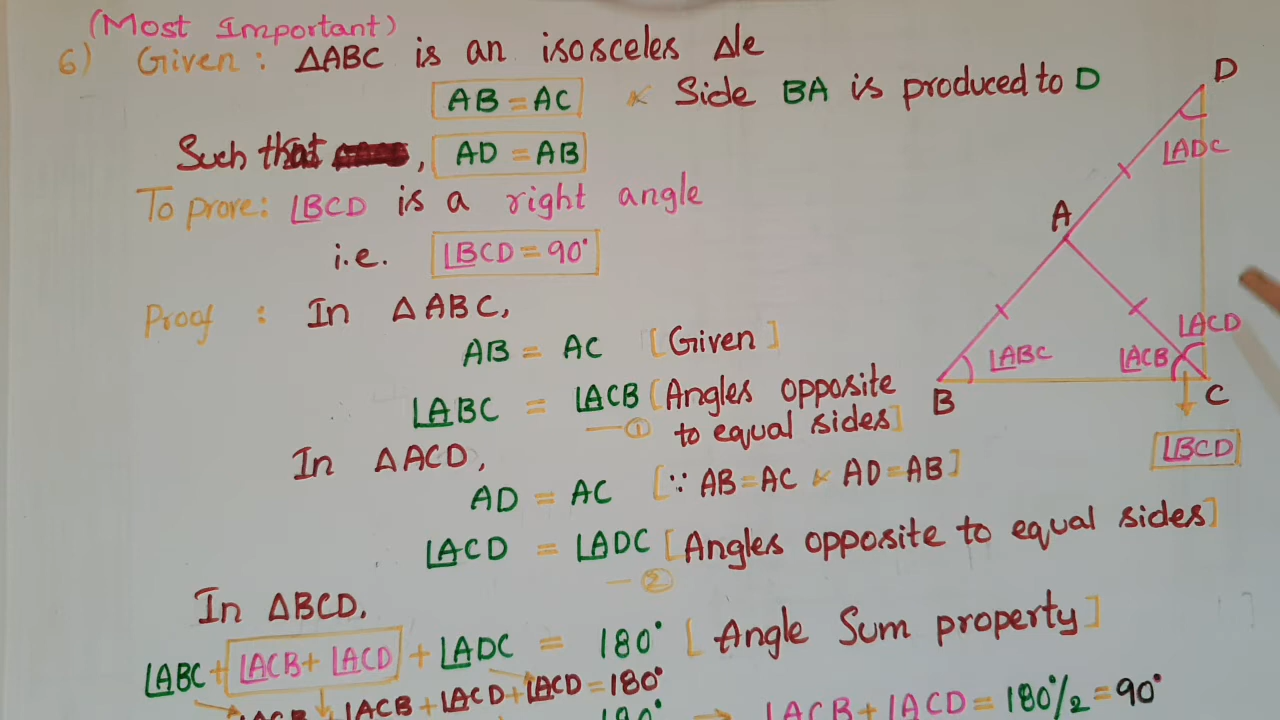 (Most Important)
6) Given : ΔABC is an isosceles Δle
AB = AC & Side BA is produced to D
Such that , AD = AB
To prove: ∠BCD is a right angle
i.e. ∠BCD = 90°
Proof : In ΔABC,
AB = AC [Given]
∠ABC = ∠ACB [Angles opposite
— ① to equal sides]
In ΔACD,
AD = AC [∵ AB = AC & AD = AB]
∠ACD = ∠ADC [Angles opposite to equal sides]
— ②
In ΔBCD,
∠ABC + ∠ACB + ∠ACD + ∠ADC = 180° [Angle Sum property]
∠ACB + ∠ACB + ∠ACD + ∠ACD = 180°
180° → ∠ACB + ∠ACD = 180°/2 = 90°
D
∠ADC
A
∠ACD
∠ABC ∠ACB
B C
∠BCD